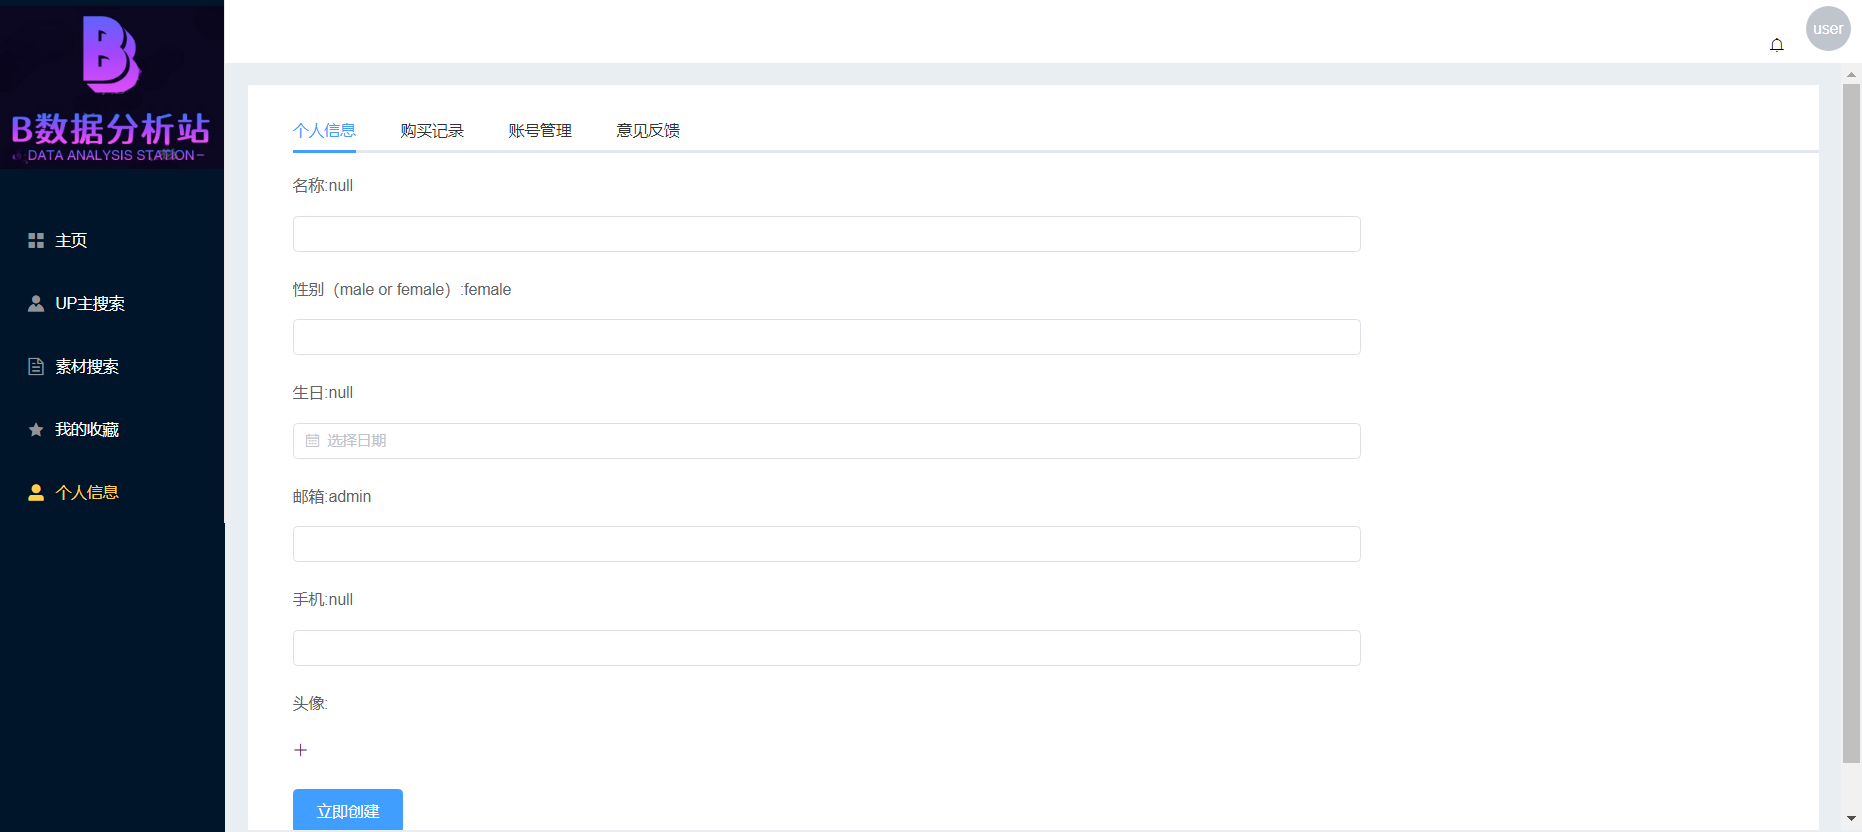 B数据分析站
DATA ANALYSIS STATION
主页
UP主搜索
素材搜索
我的收藏
个人信息
user
个人信息 购买记录 账号管理 意见反馈
名称:null
性别（male or female）:female
生日:null
选择日期
邮箱:admin
手机:null
头像:
立即创建